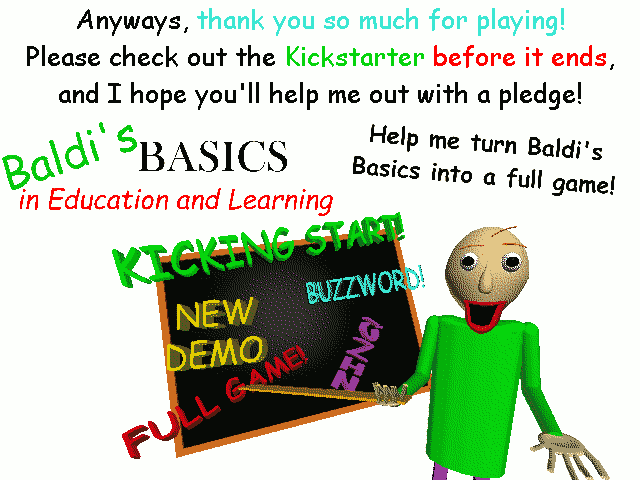 Anyways, thank you so much for playing!
Please check out the Kickstarter before it ends,
and I hope you'll help me out with a pledge!
Baldi's
BASICS
in Education and Learning
Help me turn Baldi's
Basics into a full game!
KICKING START!
BUZZWORD!
NEW
DEMO
FULL GAME!